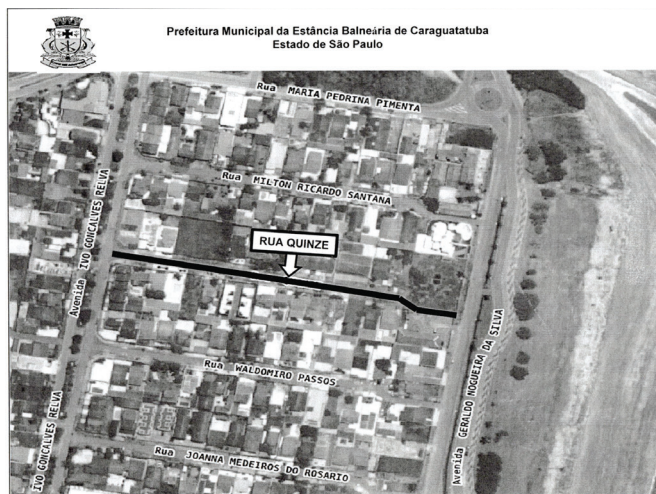 Prefeitura Municipal da Estância Balneária de Caraguatatuba
Estado de São Paulo
Rua MARIA PEDRINA PIMENTA
Rua MILTON RICARDO SANTANA
Avenida IVO GONCALVES RELVA
RUA QUINZE
Rua WALDOMIRO PASSOS
Avenida GERALDO NOGUEIRA DA SILVA
IVO GONCALVES RELVA
Rua JOANNA MEDEIROS DO ROSARIO